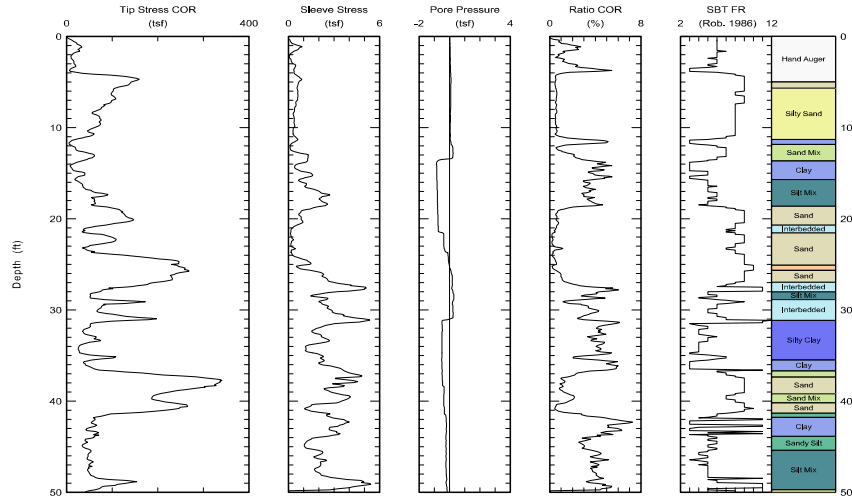 Tip Stress COR Sleeve Stress Pore Pressure Ratio COR SBT FR
(tsf) (tsf) (tsf) (%) (Rob. 1986)
0 400 0 6 -2 4 0 8 2 12
0 0
Hand Auger
Silty Sand
10 10
Sand Mix
Clay
Silt Mix
20 Sand 20
Interbedded
Sand
Depth (ft)
Sand
Interbedded
30 Silt Mix 30
Interbedded
Silty Clay
Clay
Sand
Sand Mix
40 Sand 40
Clay
Sandy Silt
Silt Mix
50 50